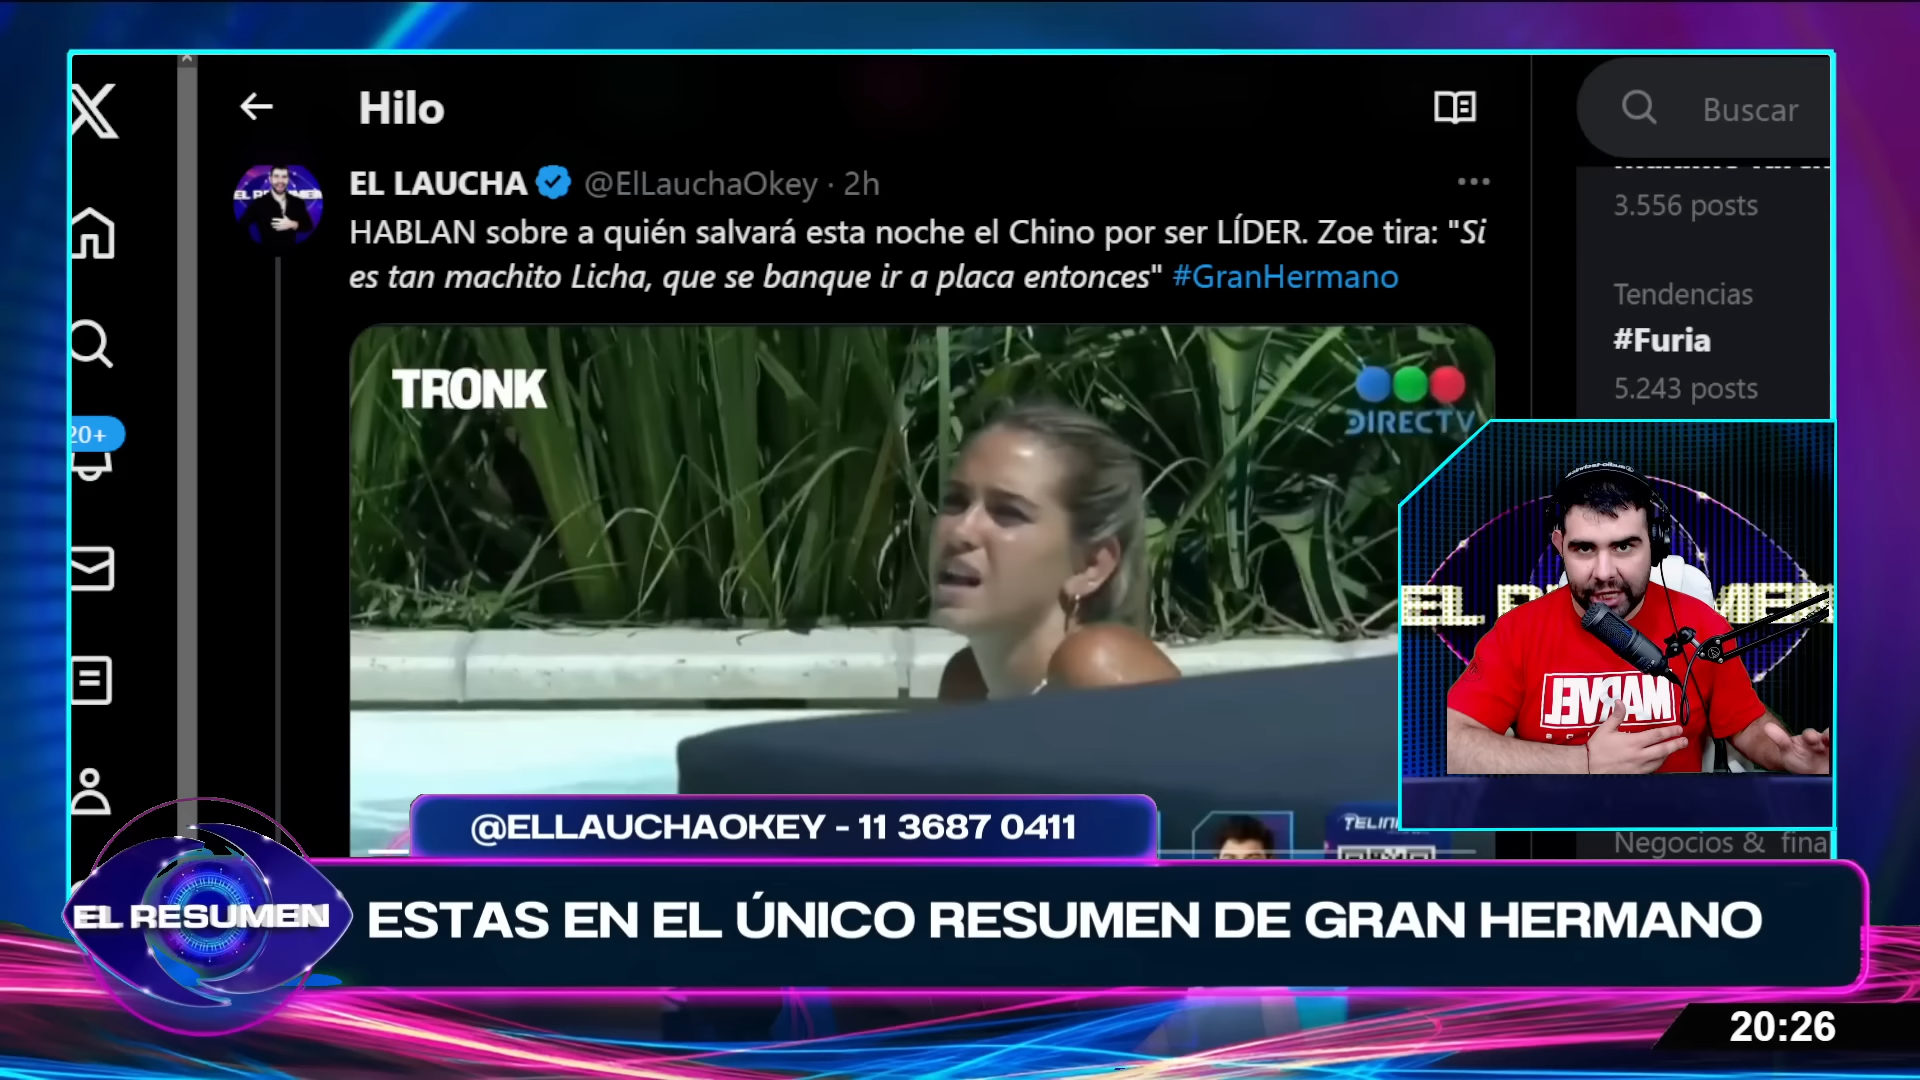 Hilo
Buscar
EL LAUCHA @ElLauchaOkey · 2h
HABLAN sobre a quién salvará esta noche el Chino por ser LÍDER. Zoe tira: "Si
es tan machito Licha, que se banque ir a placa entonces" #GranHermano
3.556 posts
Tendencias
#Furia
5.243 posts
20+
TRONK
DIRECTV
MARVEL
Negocios & fina
@ELLAUCHAOKEY - 11 3687 0411
EL RESUMEN
ESTAS EN EL ÚNICO RESUMEN DE GRAN HERMANO
20:26